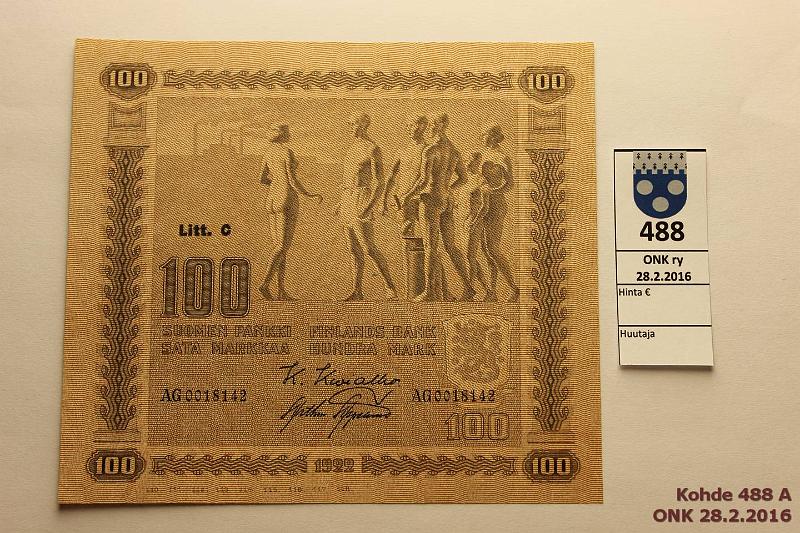 100
100
Litt. C
100
SUOMEN PANKKI FINLANDS BANK
SATA MARKKAA HUNDRA MARK
K. Kivialho
AG0018142
AG0018142
100
100
1922
100
488
ONK ry
28.2.2016
Hinta €
Huutaja
Kohde 488 A
ONK 28.2.2016